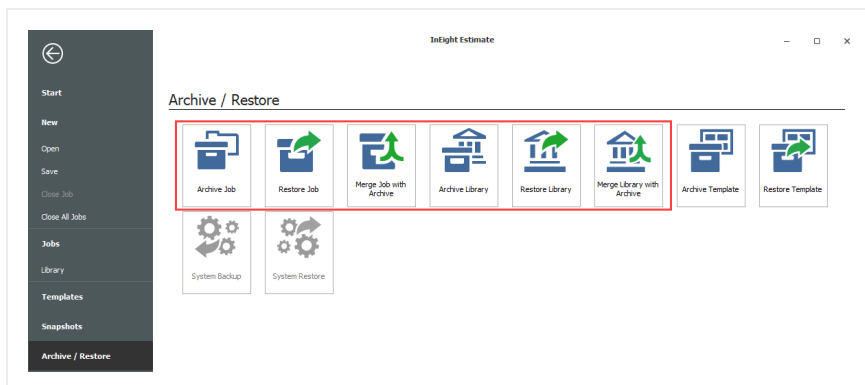 InEight Estimate
Start
New
Open
Save
Close Job
Close All Jobs
Jobs
Library
Templates
Snapshots
Archive / Restore
Archive / Restore
Archive Job
Restore Job
Merge Job with
Archive
Archive Library
Restore Library
Merge Library with
Archive
Archive Template
Restore Template
System Backup
System Restore